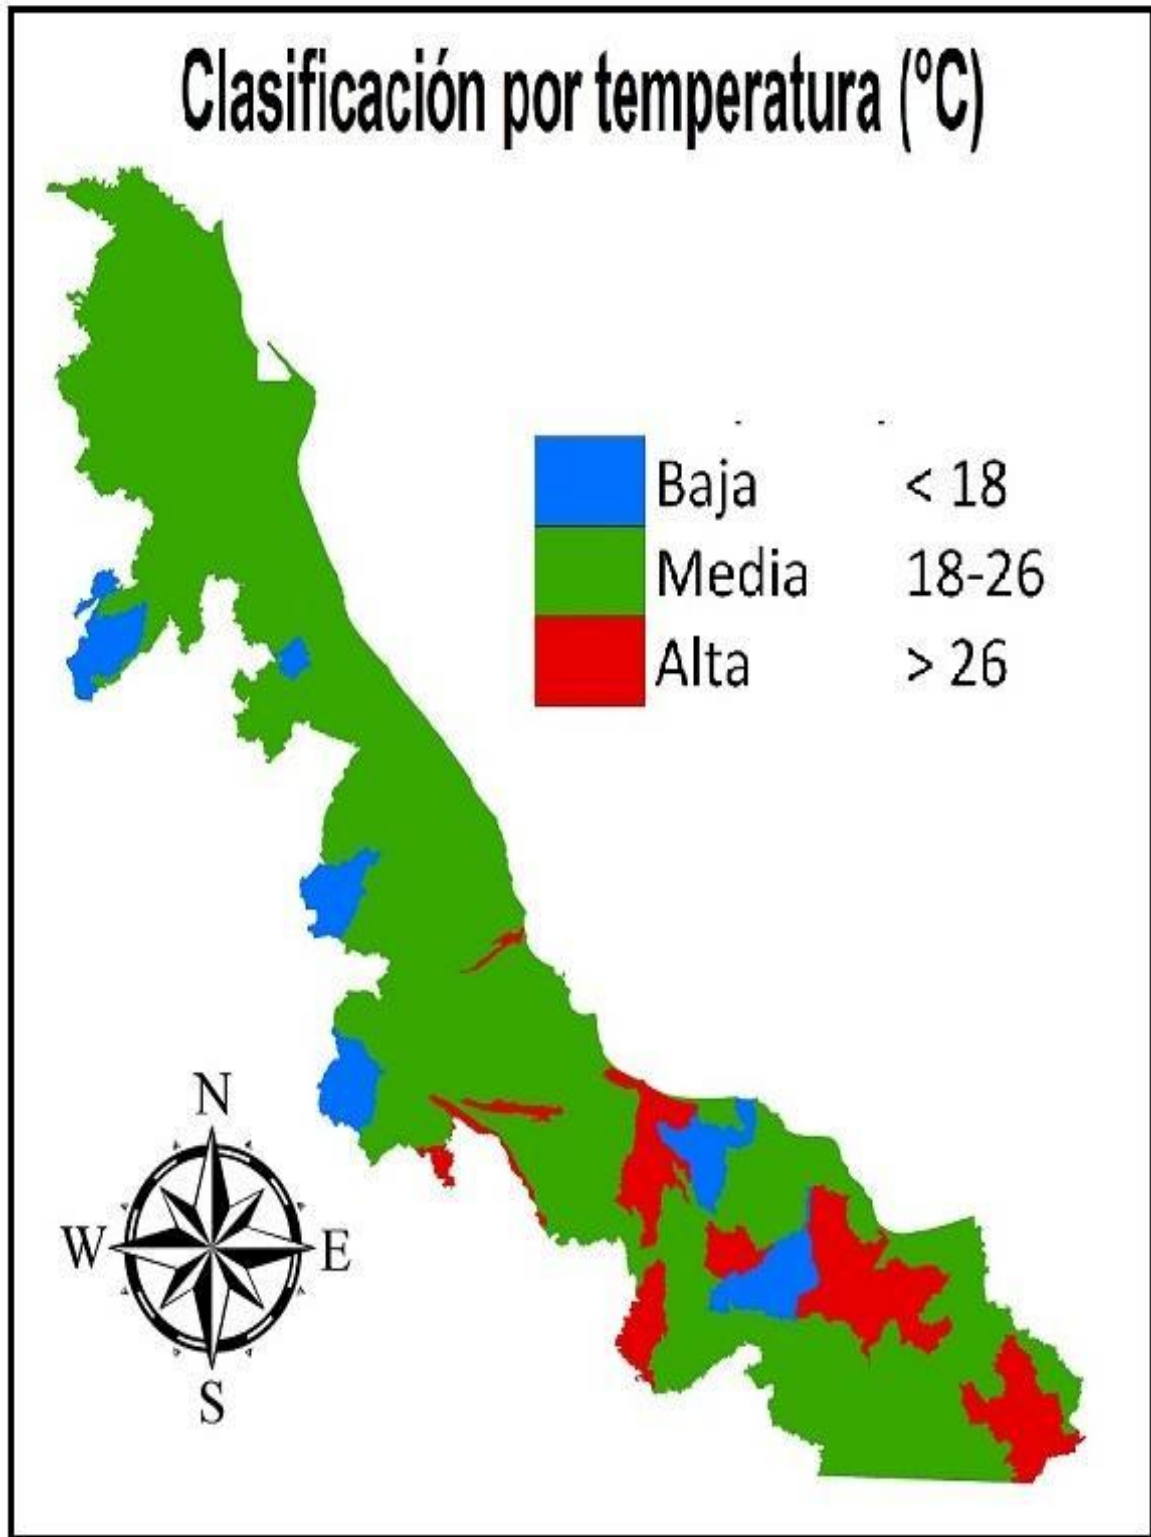 Clasificación por temperatura (°C)
Baja < 18
Media 18-26
Alta > 26
N
W E
S